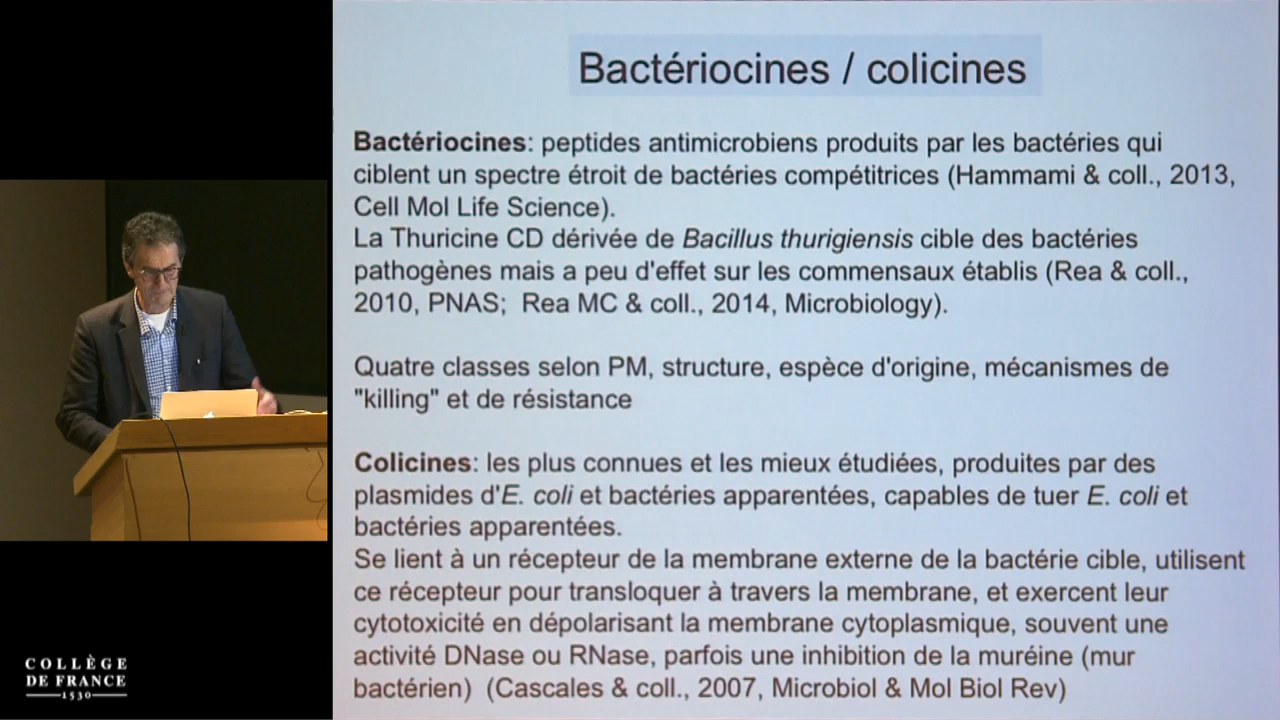 Bactériocines / colicines
Bactériocines: peptides antimicrobiens produits par les bactéries qui
ciblent un spectre étroit de bactéries compétitrices (Hammami & coll., 2013,
Cell Mol Life Science).
La Thuricine CD dérivée de Bacillus thurigiensis cible des bactéries
pathogènes mais a peu d'effet sur les commensaux établis (Rea & coll.,
2010, PNAS; Rea MC & coll., 2014, Microbiology).
Quatre classes selon PM, structure, espèce d'origine, mécanismes de
"killing" et de résistance
Colicines: les plus connues et les mieux étudiées, produites par des
plasmides d'E. coli et bactéries apparentées, capables de tuer E. coli et
bactéries apparentées.
Se lient à un récepteur de la membrane externe de la bactérie cible, utilisent
ce récepteur pour transloquer à travers la membrane, et exercent leur
cytotoxicité en dépolarisant la membrane cytoplasmique, souvent une
activité DNase ou RNase, parfois une inhibition de la muréine (mur
bactérien) (Cascales & coll., 2007, Microbiol & Mol Biol Rev)
COLLÈGE
DE FRANCE
1530